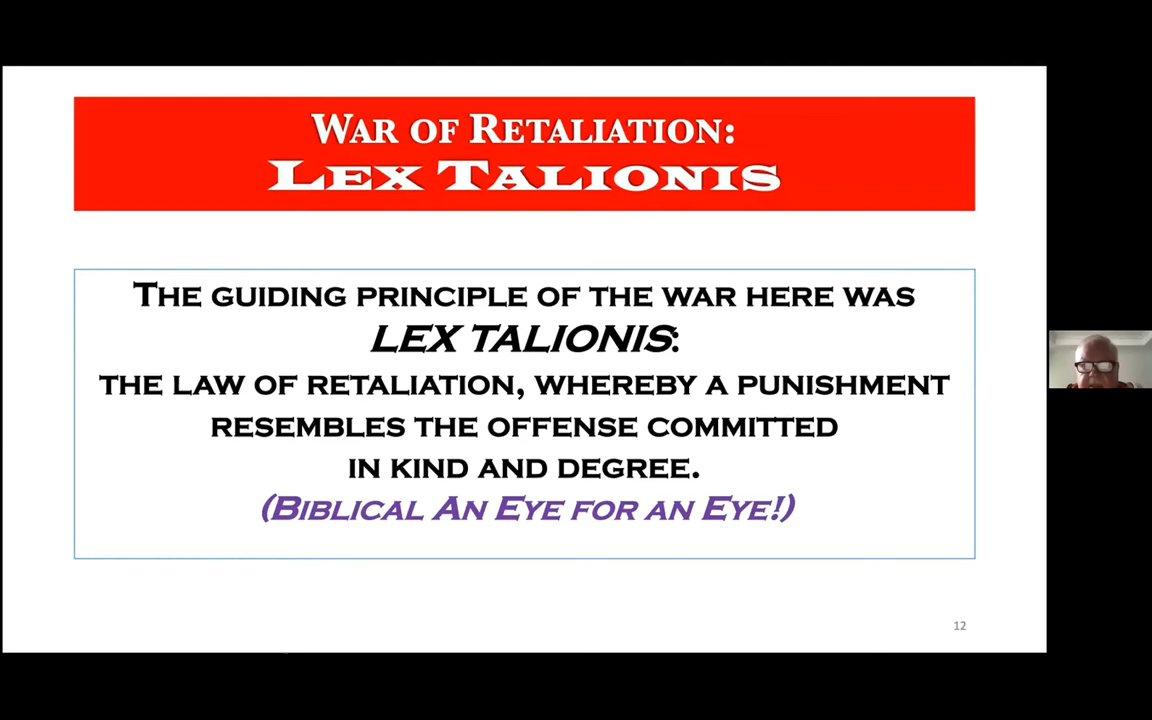 WAR OF RETALIATION:
LEX TALIONIS
THE GUIDING PRINCIPLE OF THE WAR HERE WAS
LEX TALIONIS:
THE LAW OF RETALIATION, WHEREBY A PUNISHMENT
RESEMBLES THE OFFENSE COMMITTED
IN KIND AND DEGREE.
(BIBLICAL AN EYE FOR AN EYE!)
12